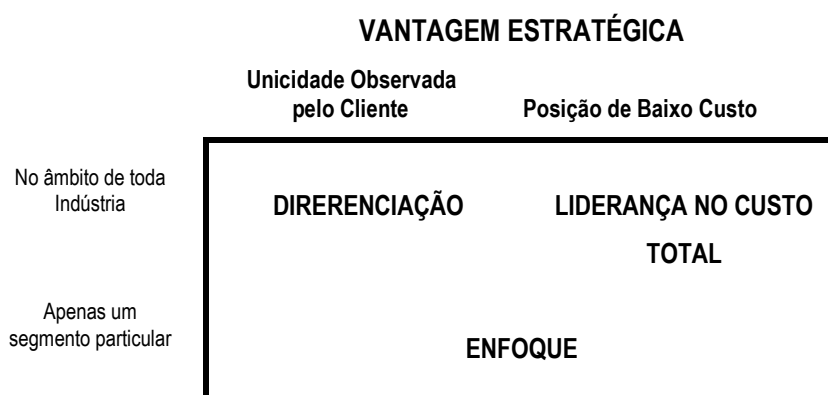 VANTAGEM ESTRATÉGICA
Unicidade Observada
pelo Cliente
Posição de Baixo Custo
No âmbito de toda
Indústria
DIRERENCIAÇÃO
LIDERANÇA NO CUSTO
TOTAL
Apenas um
segmento particular
ENFOQUE